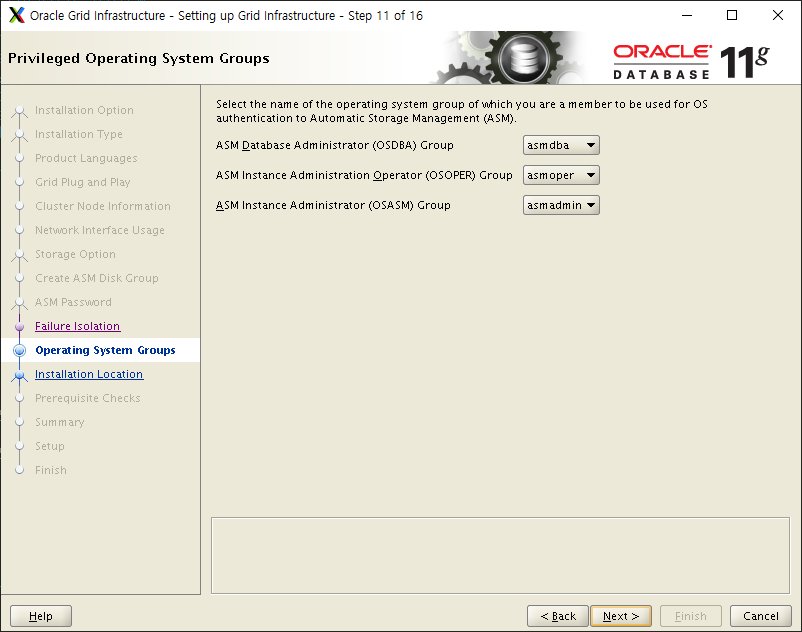 Oracle Grid Infrastructure - Setting up Grid Infrastructure - Step 11 of 16
Privileged Operating System Groups
ORACLE
DATABASE
11g
Installation Option
Installation Type
Product Languages
Grid Plug and Play
Cluster Node Information
Network Interface Usage
Storage Option
Create ASM Disk Group
ASM Password
Failure Isolation
Operating System Groups
Installation Location
Prerequisite Checks
Summary
Setup
Finish
Select the name of the operating system group of which you are a member to be used for OS
authentication to Automatic Storage Management (ASM).
ASM Database Administrator (OSDBA) Group asmdba
ASM Instance Administration Operator (OSOPER) Group asmoper
ASM Instance Administrator (OSASM) Group asmadmin
Help < Back Next > Finish Cancel